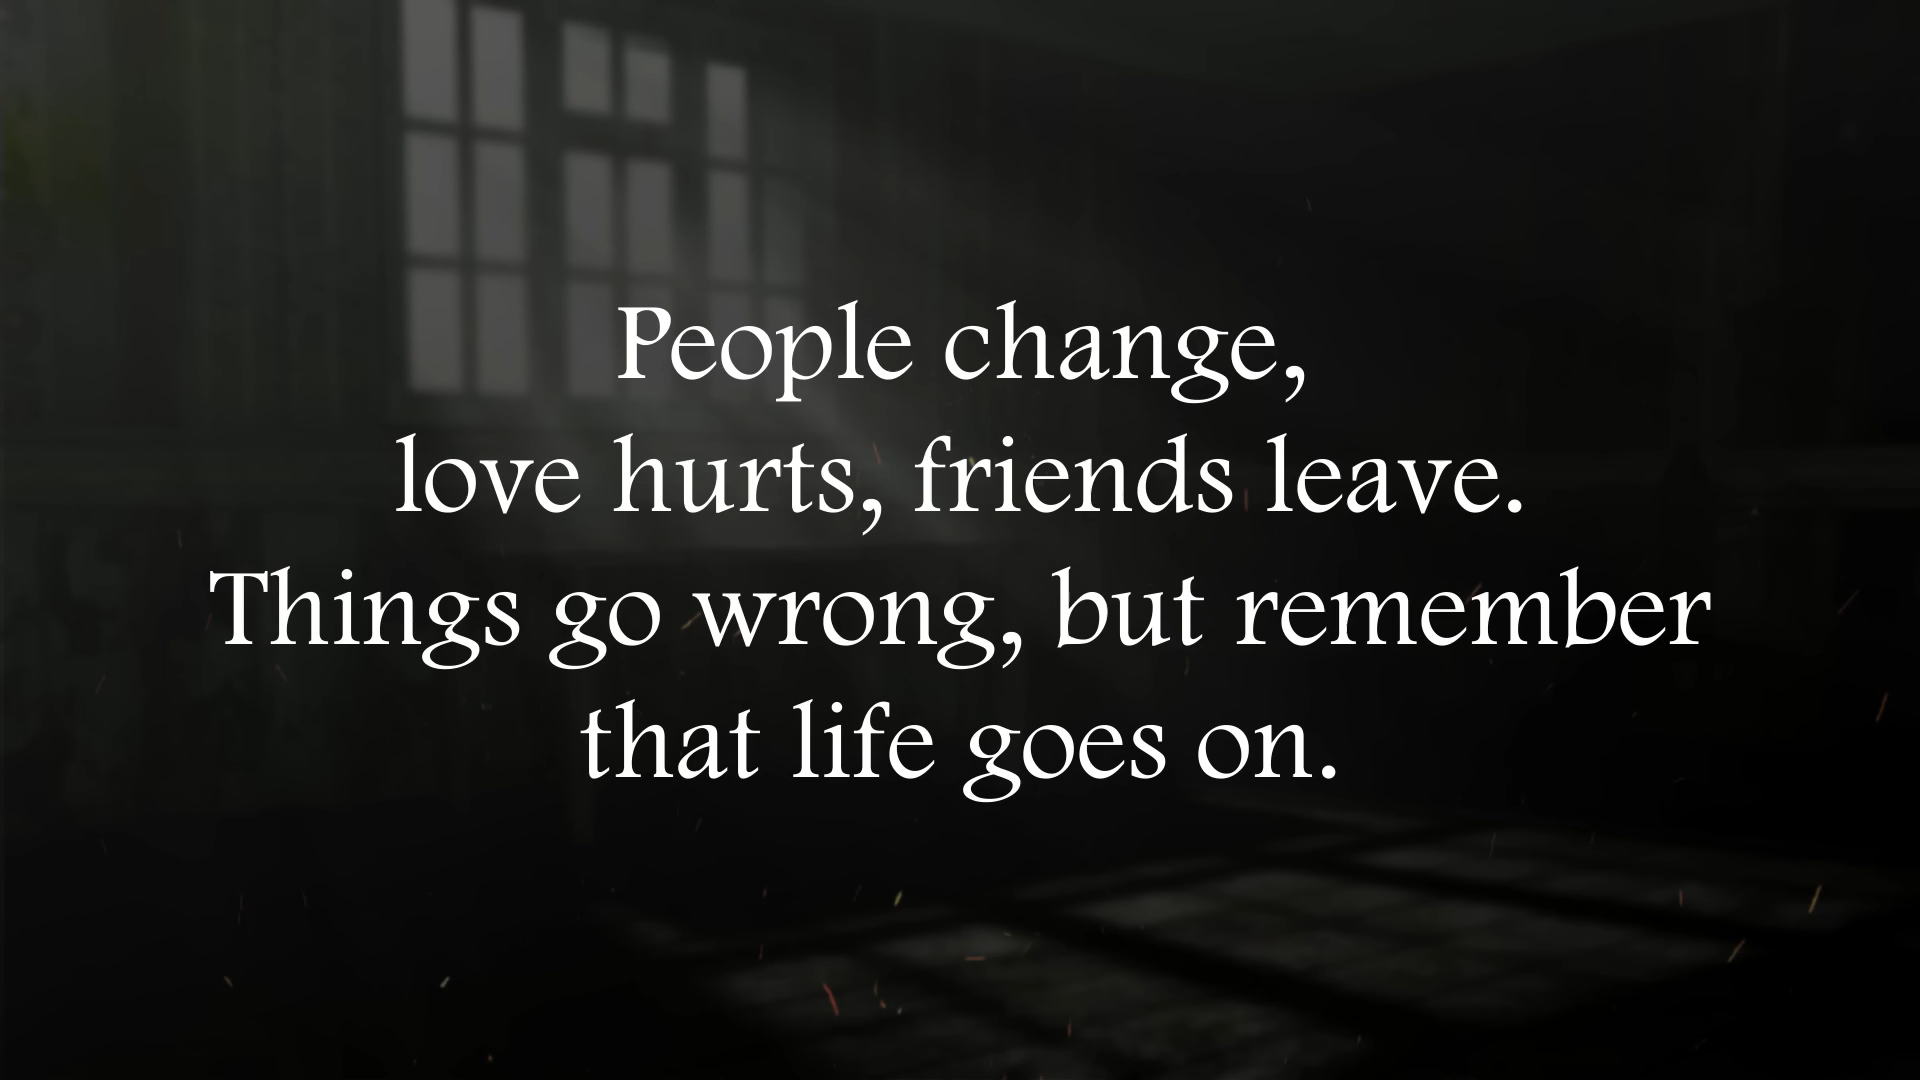 People change,
love hurts, friends leave.
Things go wrong, but remember
that life goes on.